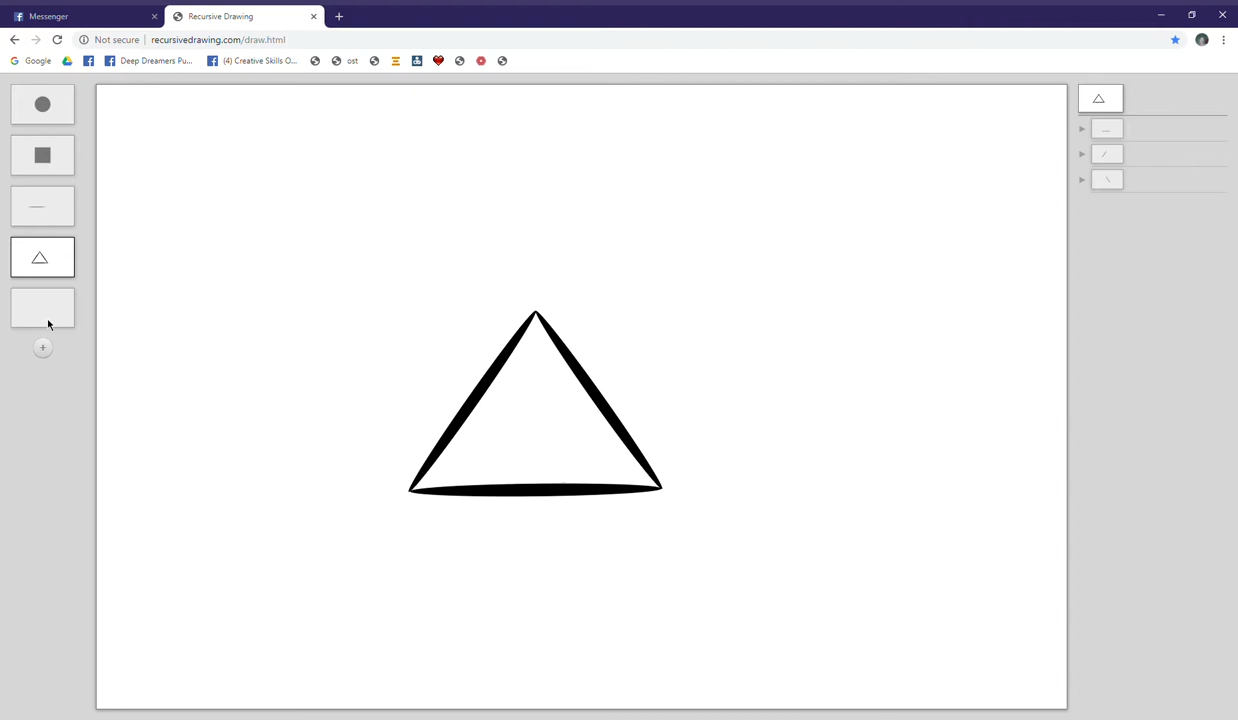 Messenger
Recursive Drawing
Not secure
recursivedrawing.com/draw.html
Google
Deep Dreamers Pu...
(4) Creative Skills O...
ost